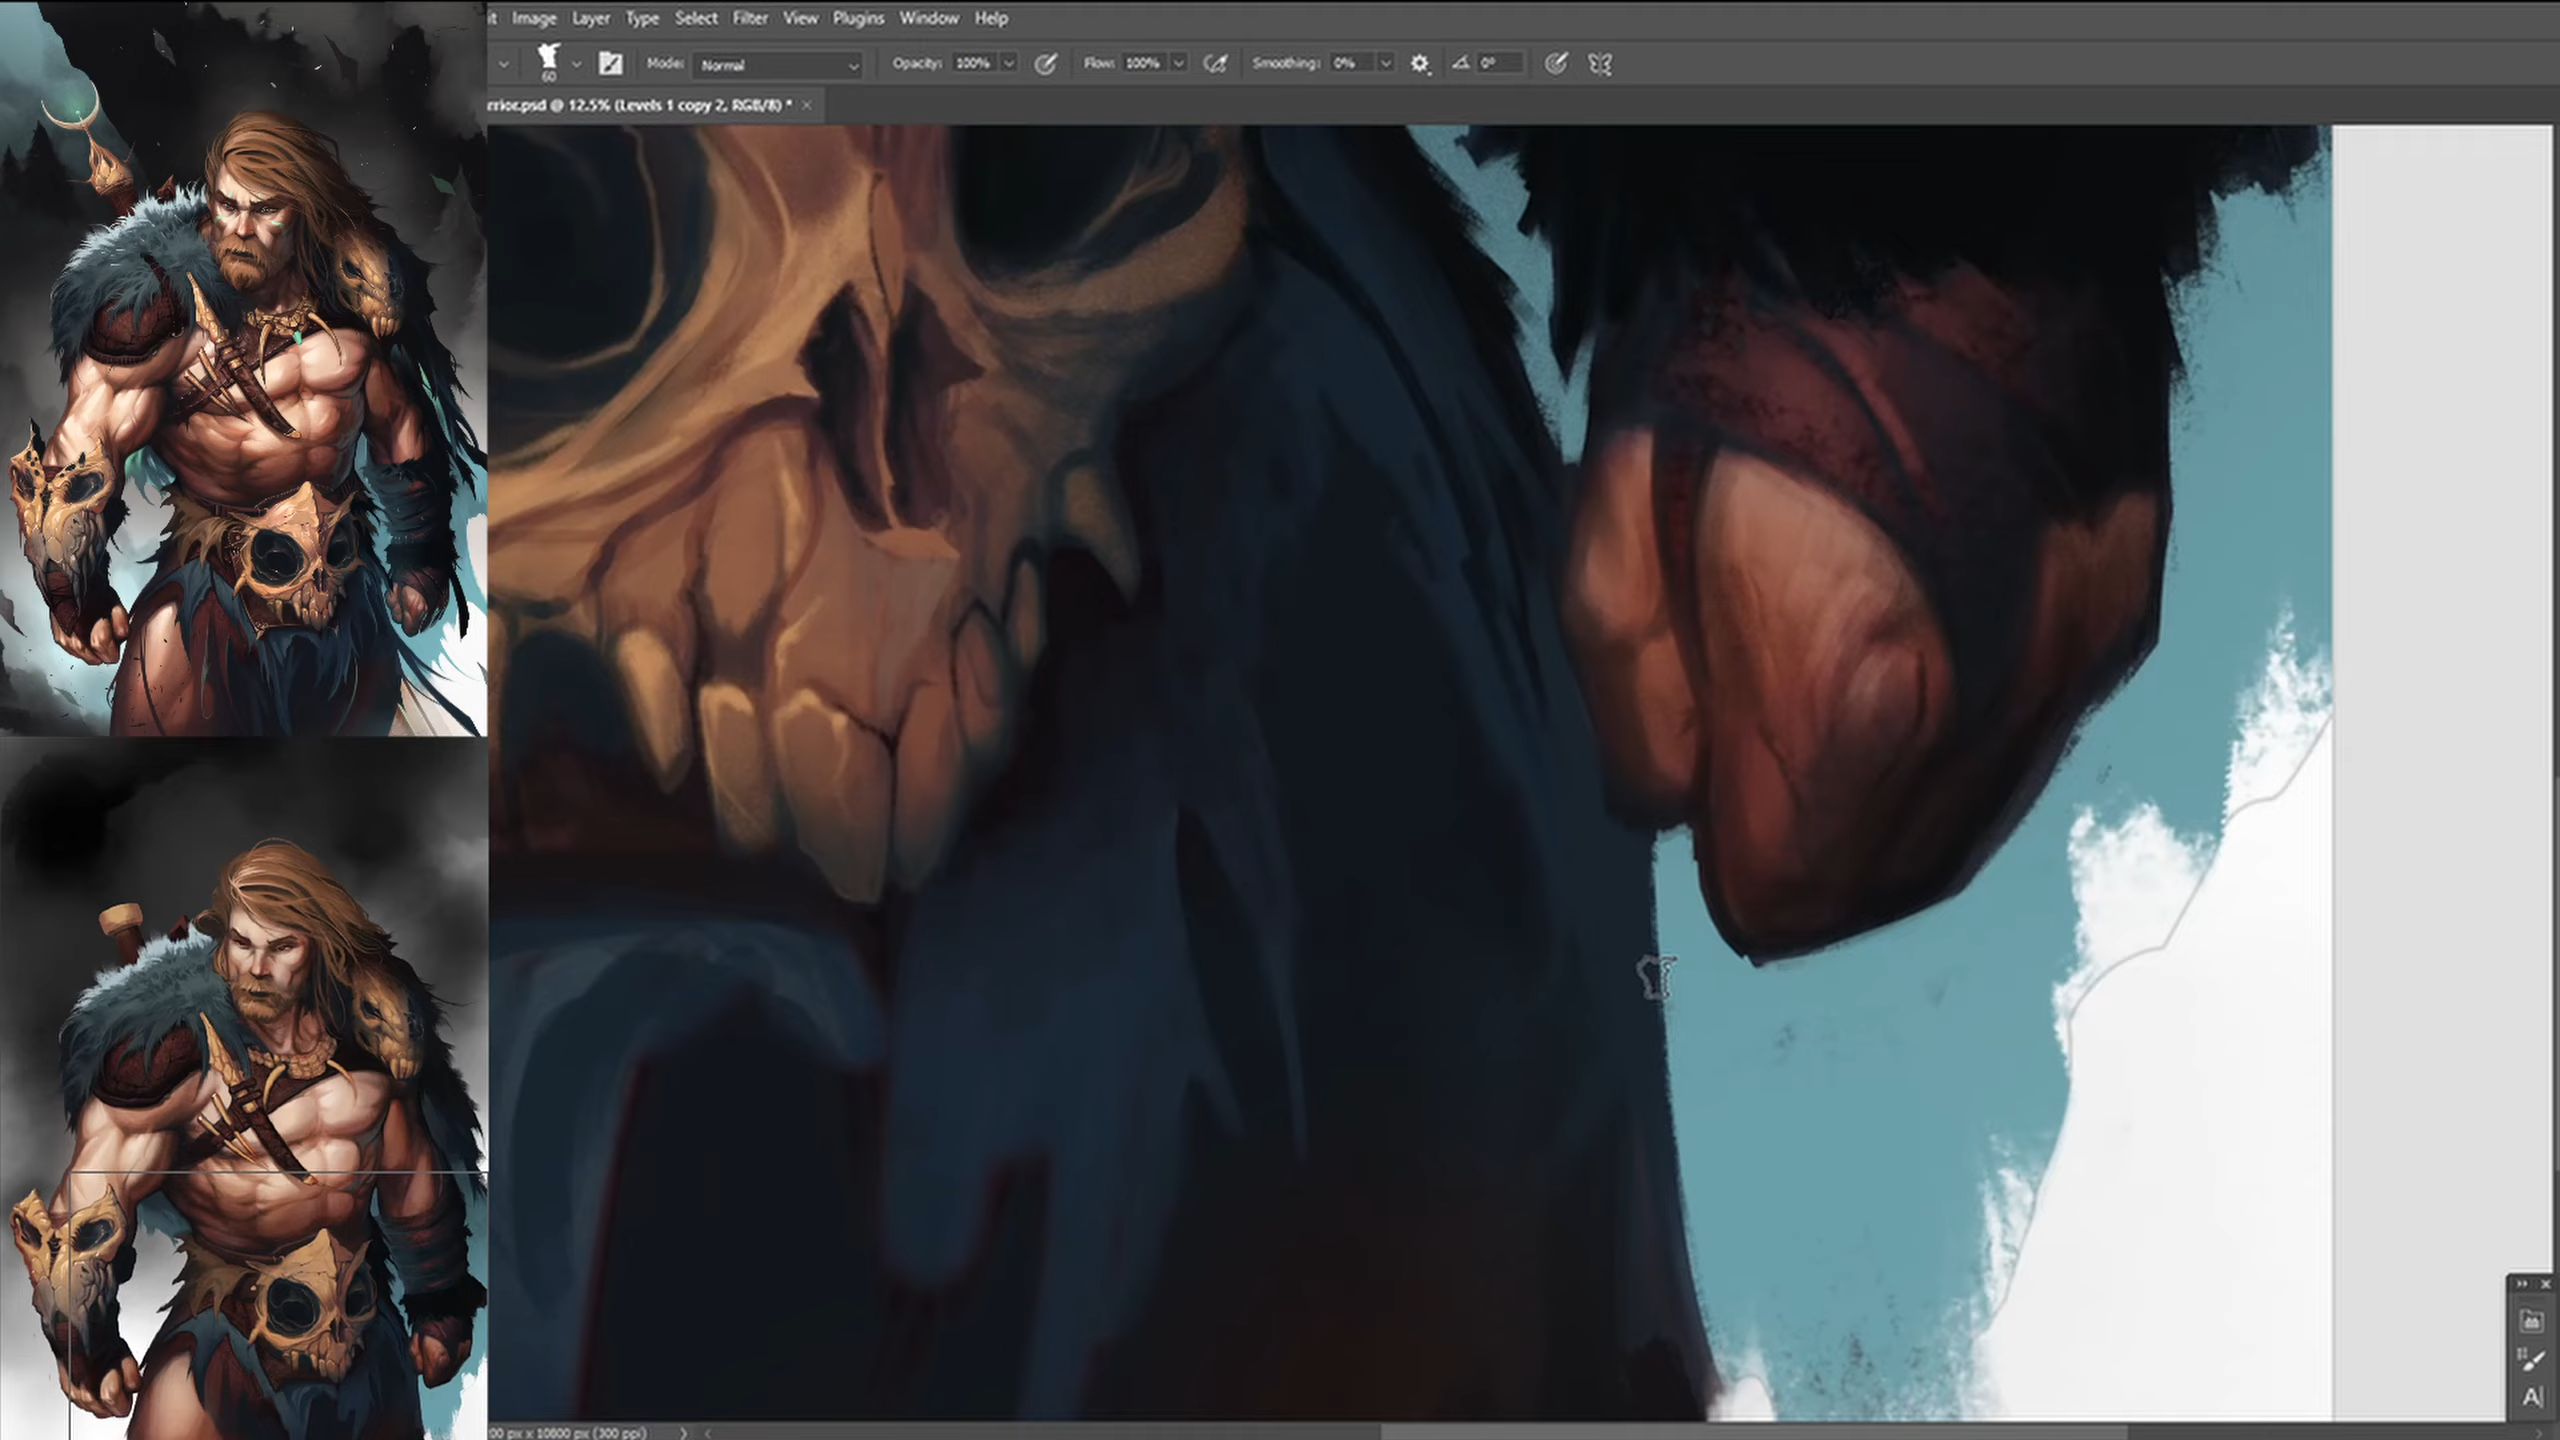 it Image Layer Type Select Filter View Plugins Window Help
60 Mode: Normal Opacity: 100% Flow: 100% Smoothing: 0% 0°
rrior.psd @ 12.5% (Levels 1 copy 2, RGB/8) * ×
00 px x 10800 px (300 ppi)
A